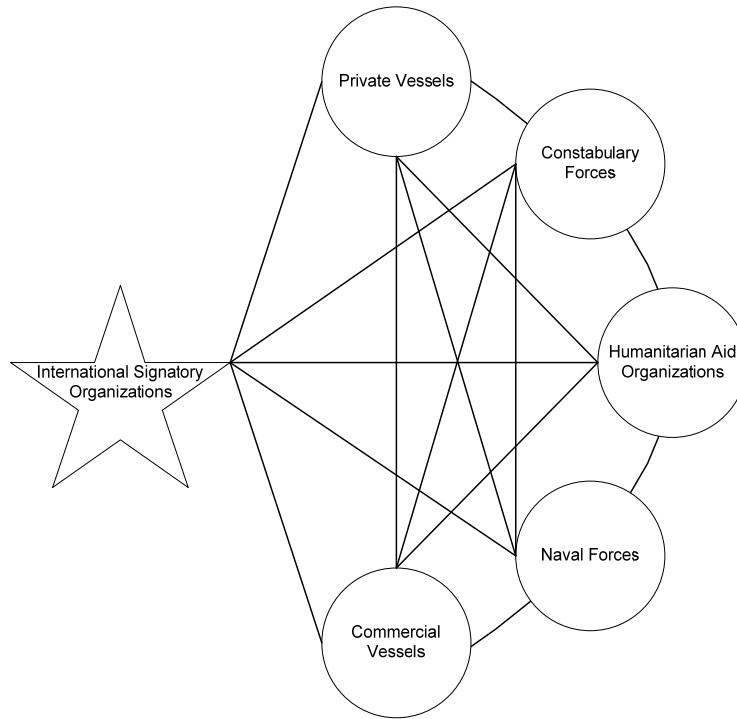 Private Vessels
Constabulary
Forces
International Signatory
Organizations
Humanitarian Aid
Organizations
Naval Forces
Commercial
Vessels